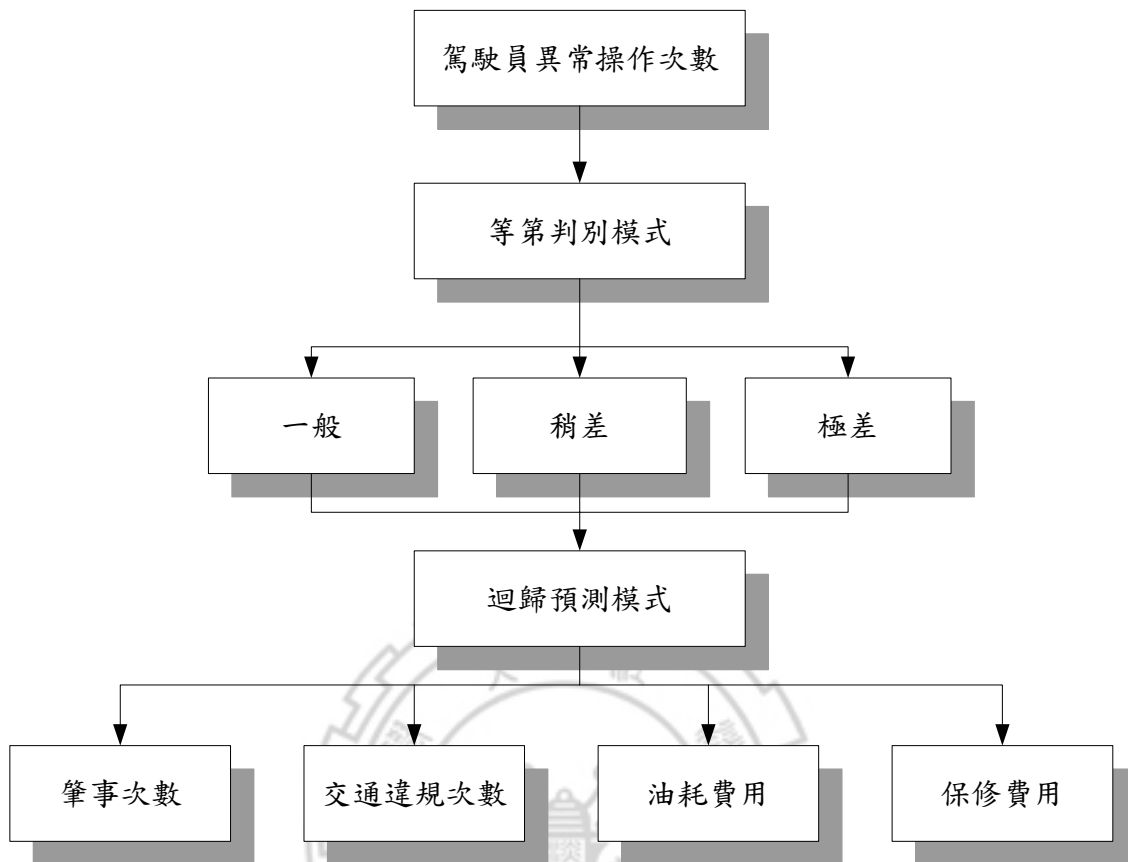 駕駛員異常操作次數
等第判別模式
一般
稍差
極差
迴歸預測模式
肇事次數
交通違規次數
油耗費用
保修費用